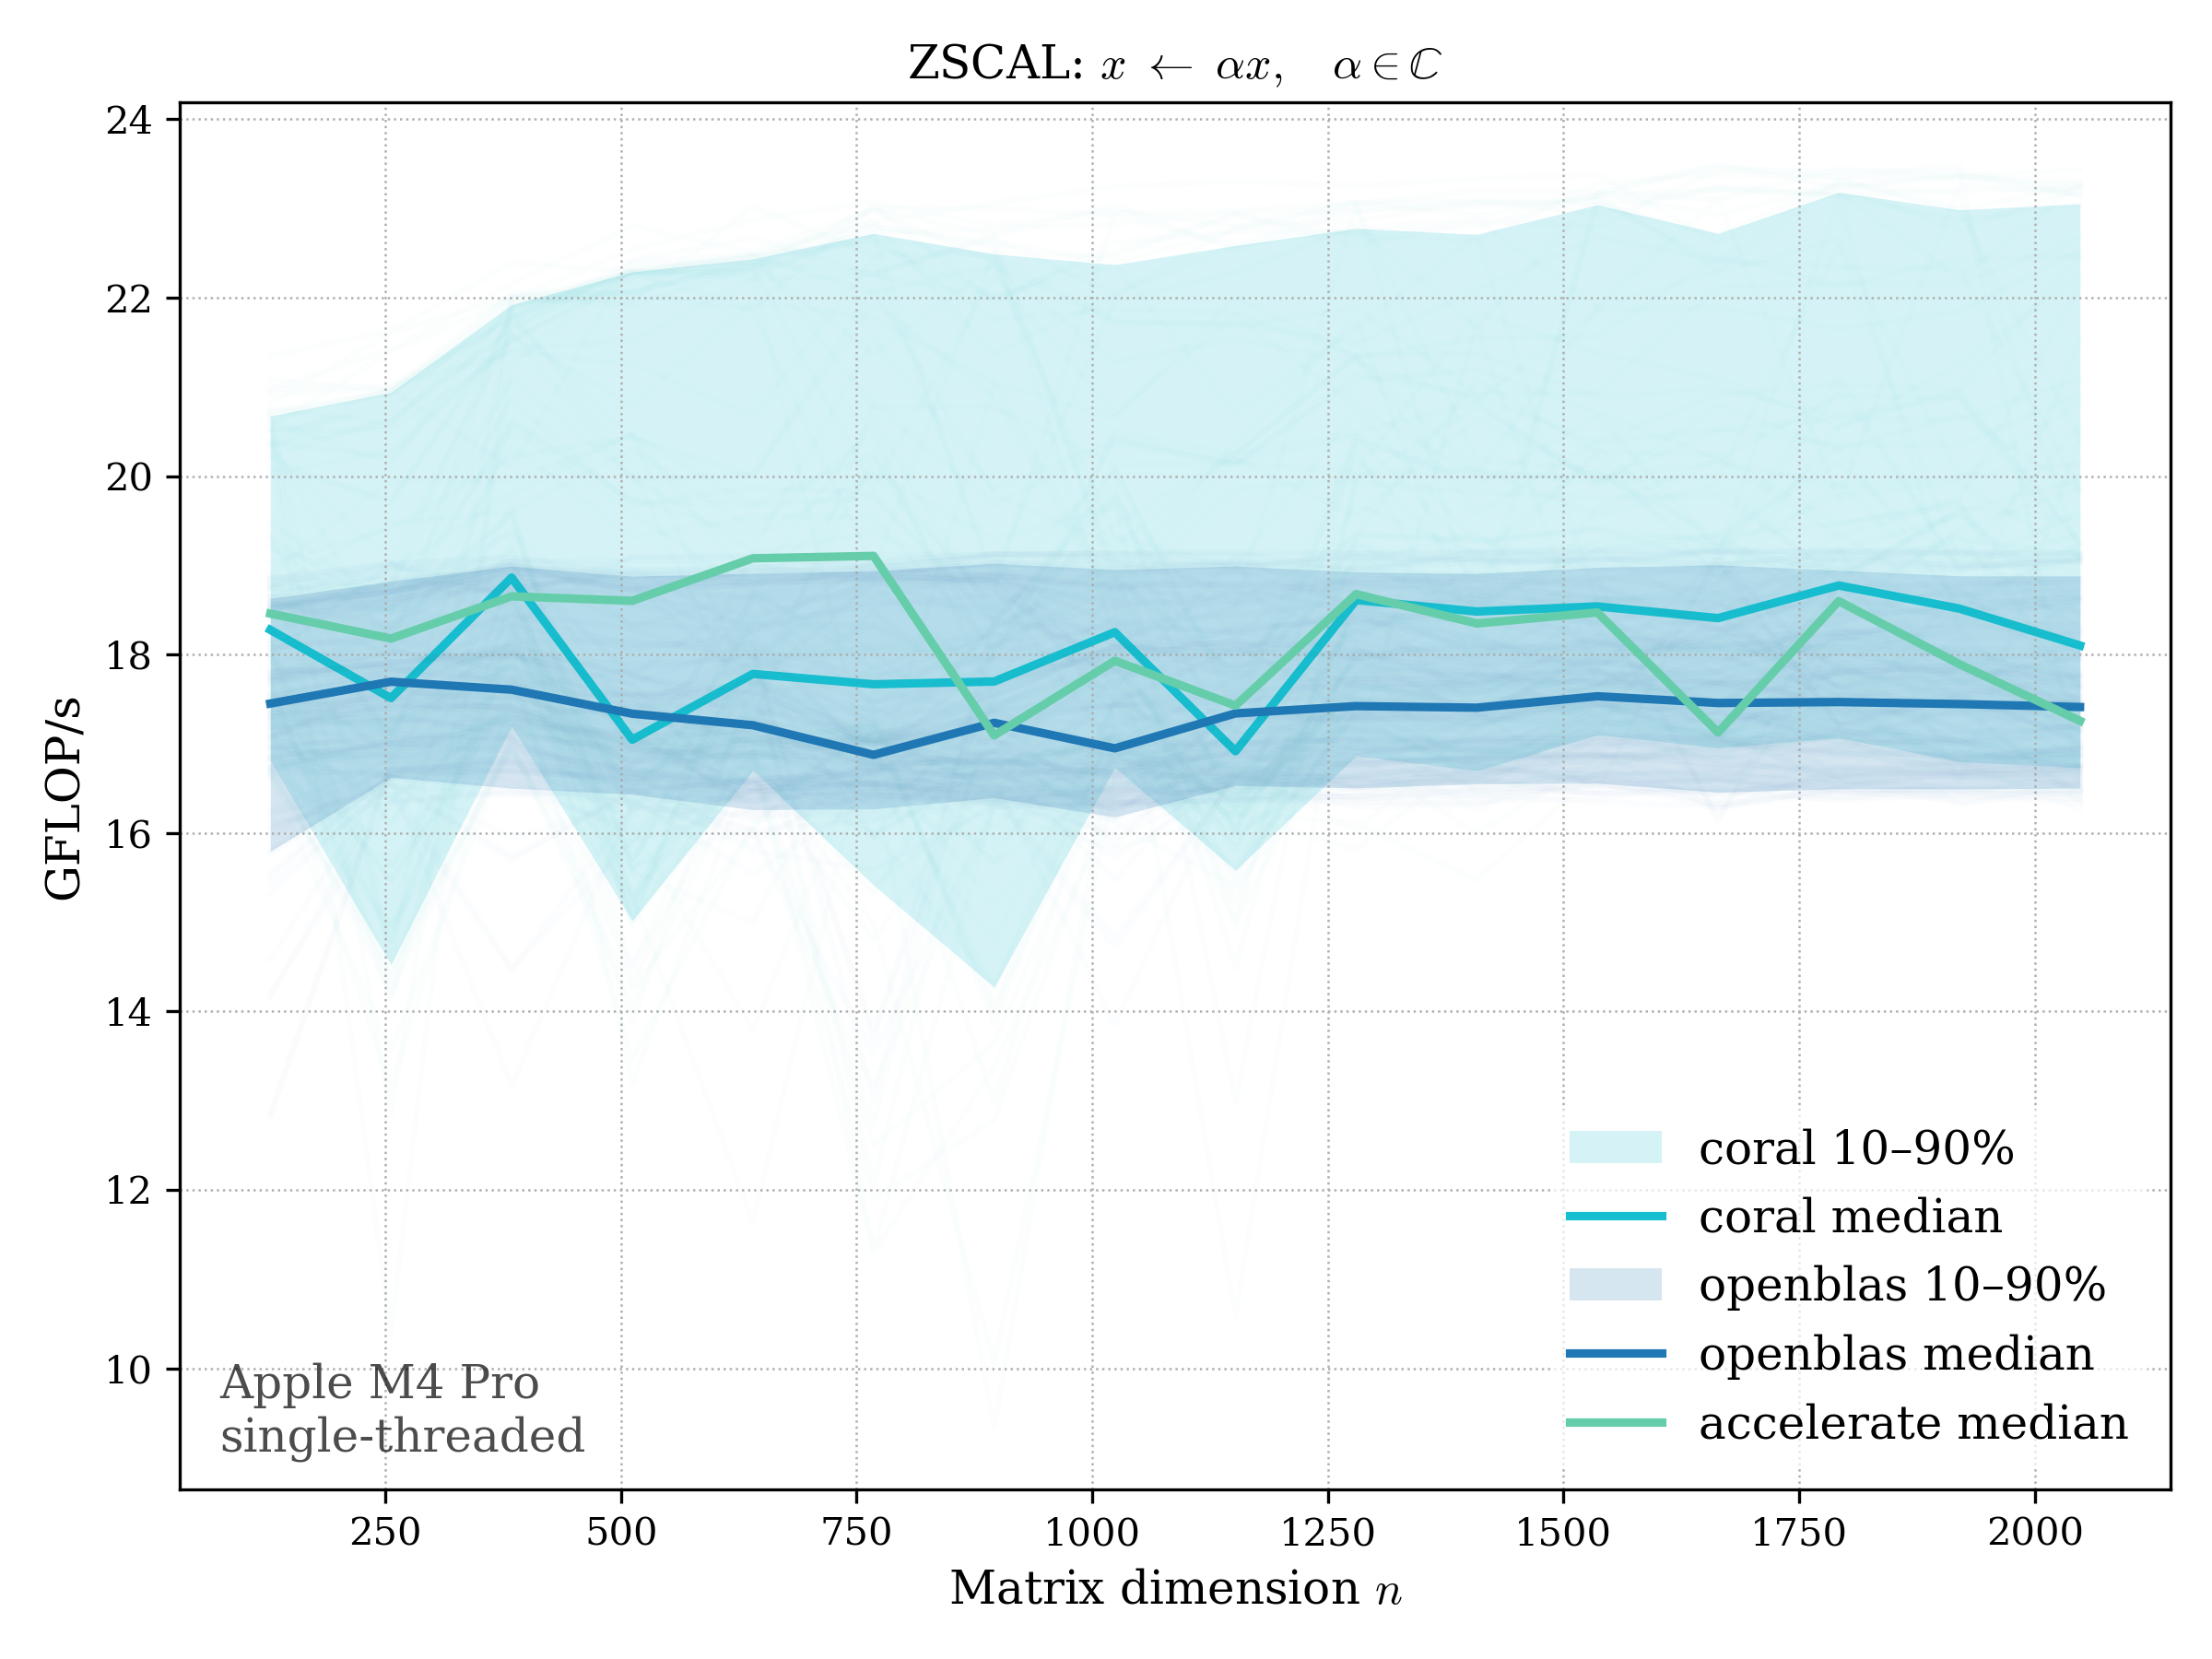 ZSCAL: x ← αx, α ∈ ℂ
24
22
20
18
16
14
12
10
GFLOP/s
coral 10–90%
coral median
openblas 10–90%
openblas median
accelerate median
Apple M4 Pro
single-threaded
250 500 750 1000 1250 1500 1750 2000
Matrix dimension n